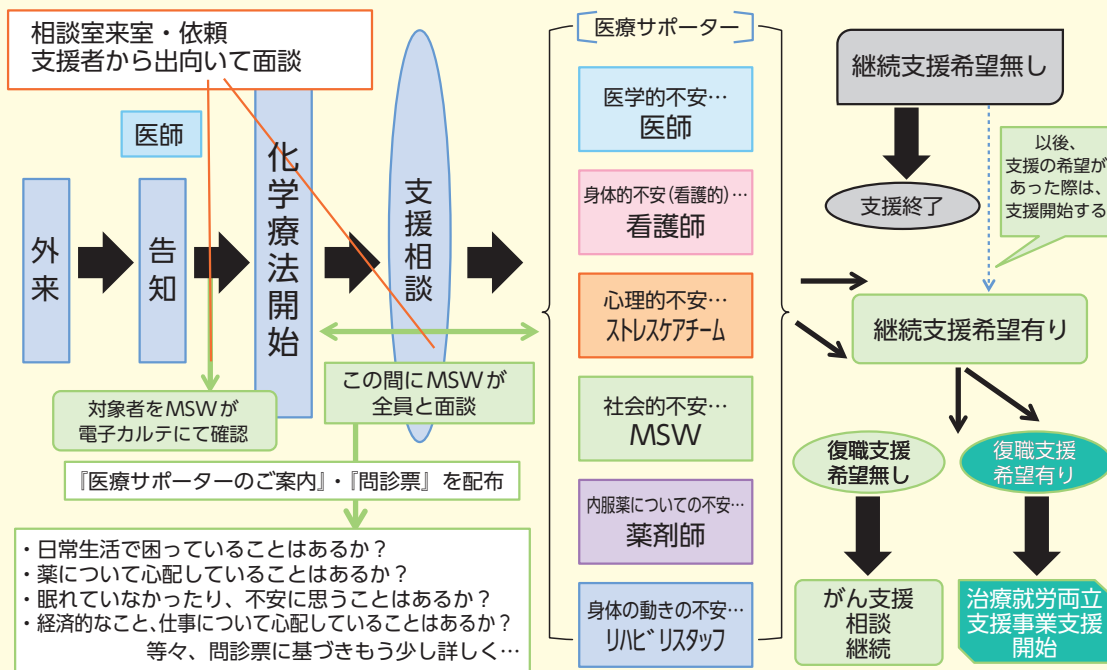 相談室来室・依頼
支援者から出向いて面談
医師
外来
告知
化学療法開始
支援相談
対象者をMSWが
電子カルテにて確認
この間にMSWが
全員と面談
『医療サポーターのご案内』・『問診票』を配布
・日常生活で困っていることはあるか？
・薬について心配していることはあるか？
・眠れていなかったり、不安に思うことはあるか？
・経済的なこと、仕事について心配していることはあるか？
等々、問診票に基づきもう少し詳しく…
医療サポーター
医学的不安…
医師
身体的不安（看護的）…
看護師
心理的不安…
ストレスケアチーム
社会的不安…
MSW
内服薬についての不安…
薬剤師
身体の動きの不安…
リハビリスタッフ
継続支援希望無し
支援終了
以後、
支援の希望が
あった際は、
支援開始する
継続支援希望有り
復職支援
希望無し
復職支援
希望有り
がん支援
相談
継続
治療就労両立
支援事業支援
開始